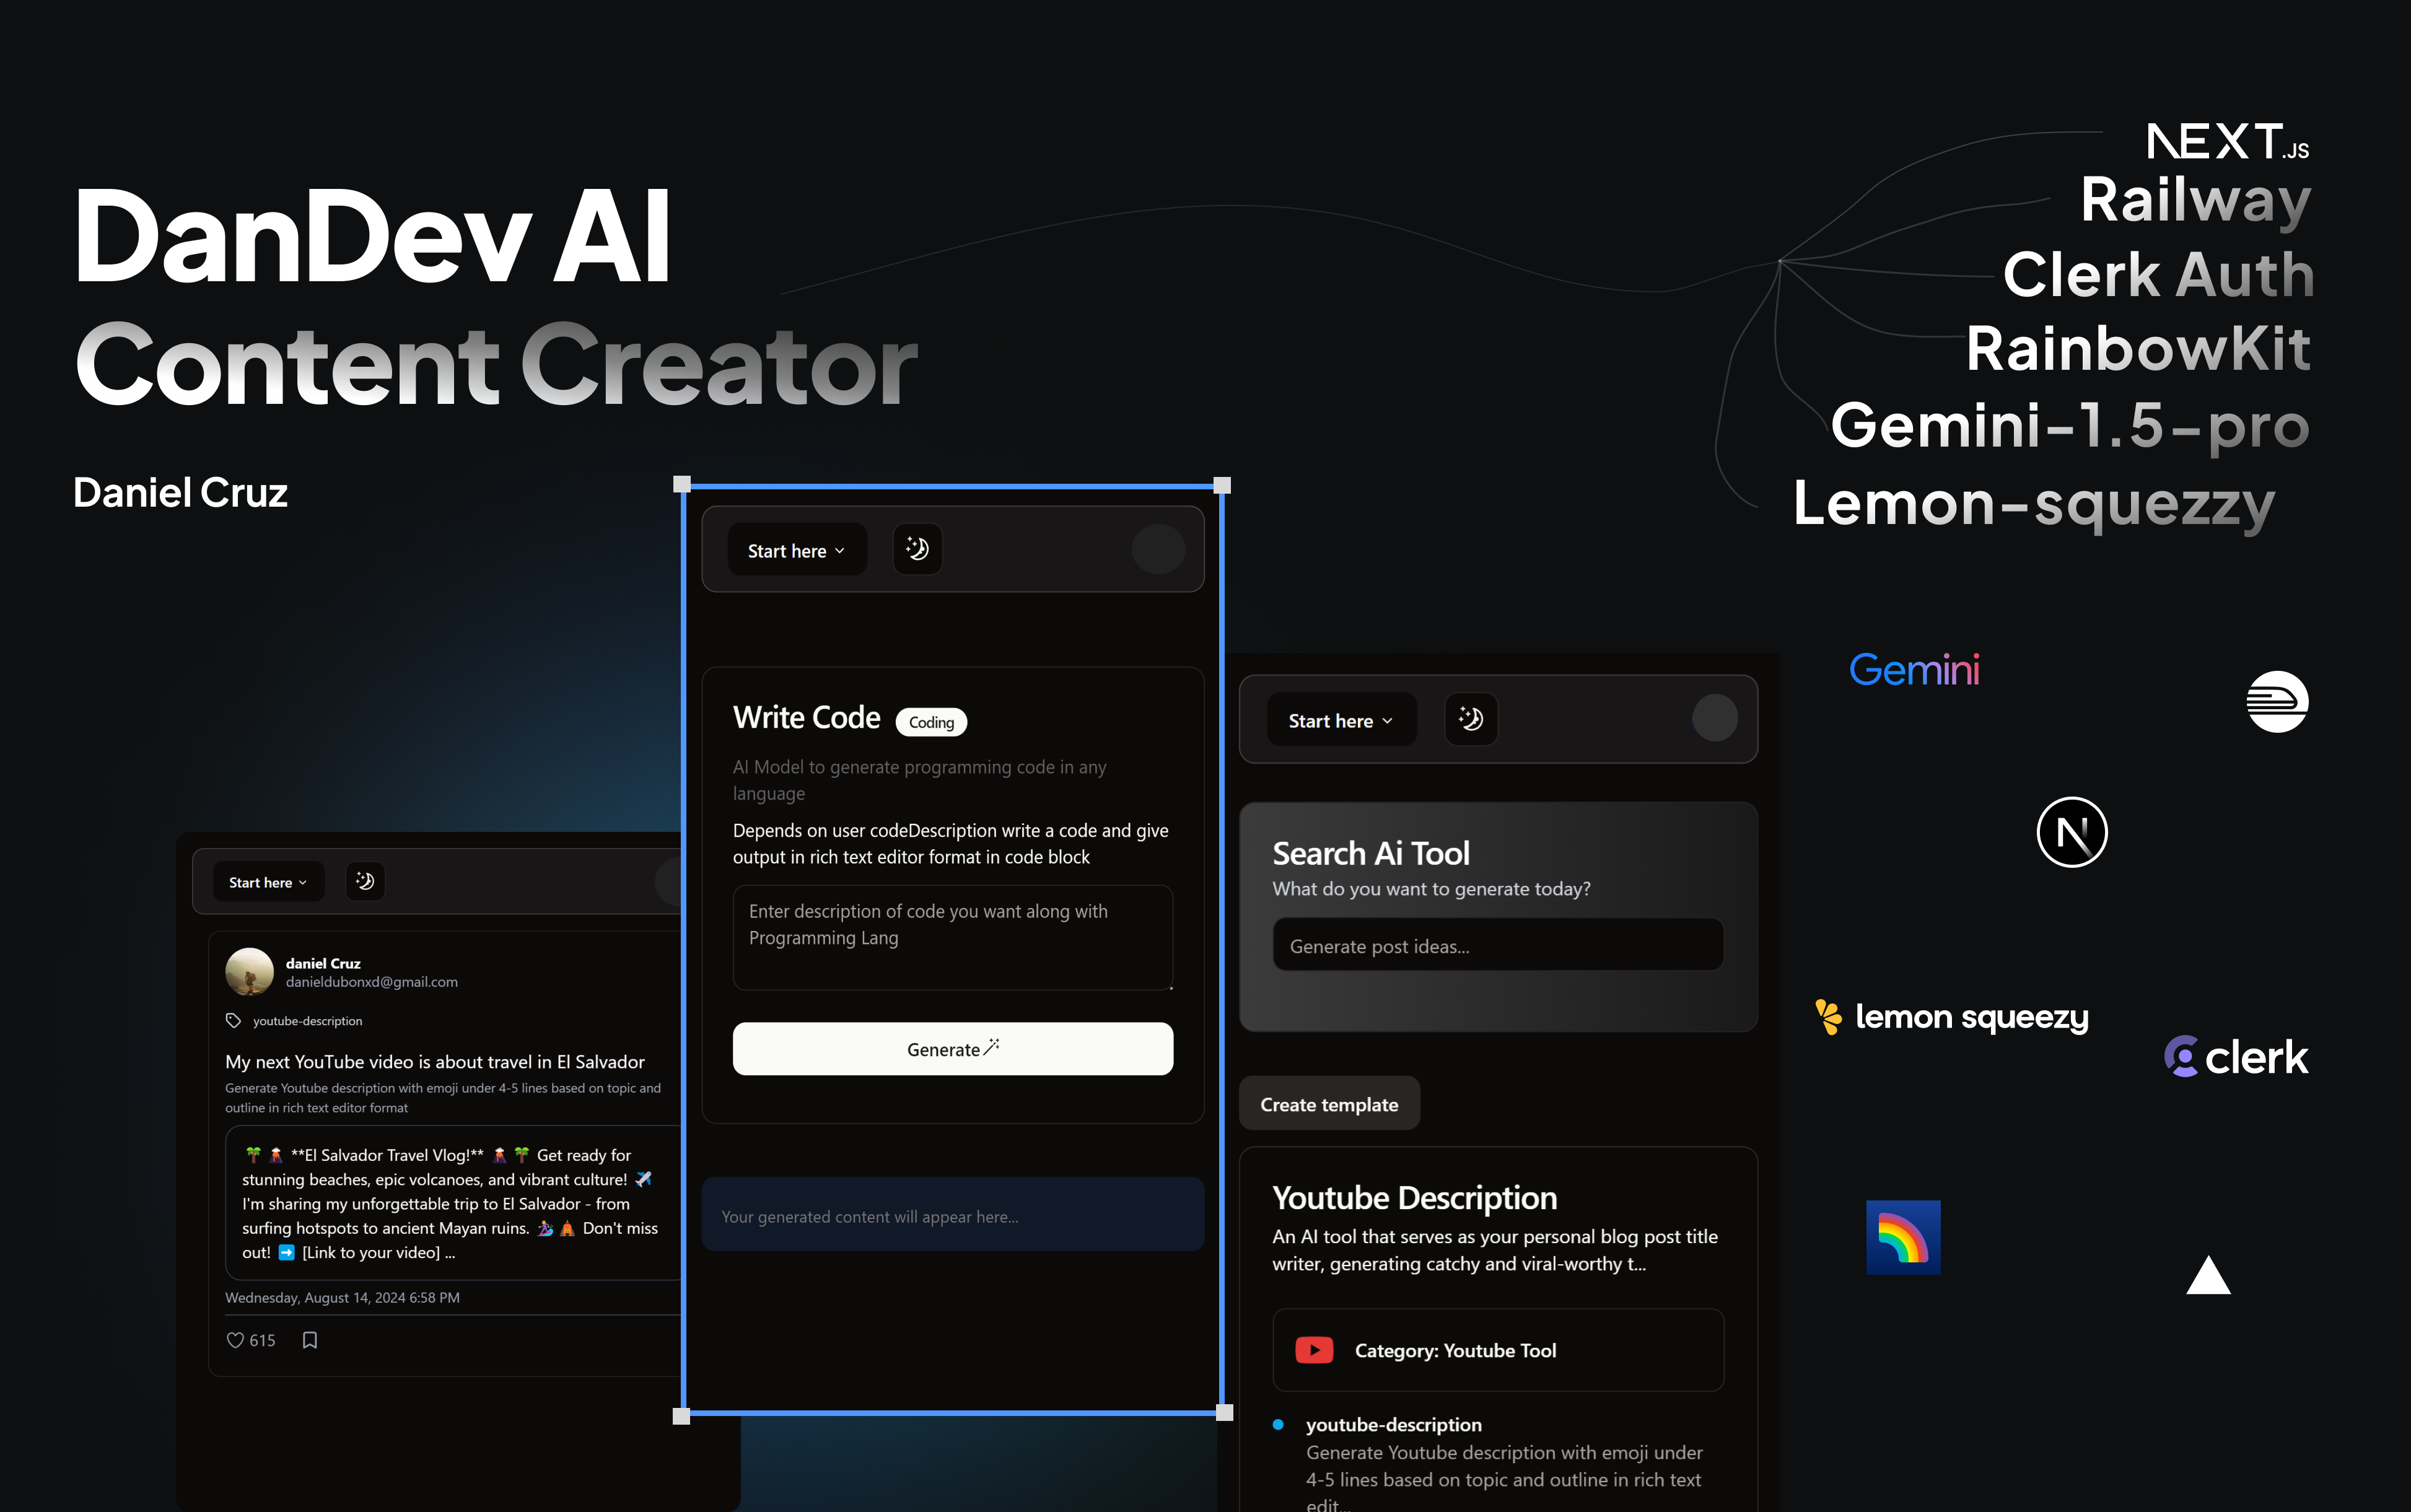 DanDev AI
Content Creator
Daniel Cruz
NEXT.JS
Railway
Clerk Auth
RainbowKit
Gemini-1.5-pro
Lemon-squezzy
Start here
daniel Cruz
danieldubonxd@gmail.com
youtube-description
My next YouTube video is about travel in El Salvador
Generate Youtube description with emoji under 4-5 lines based on topic and
outline in rich text editor format
🌴 🌋 **El Salvador Travel Vlog!** 🌋 🌴 Get ready for
stunning beaches, epic volcanoes, and vibrant culture! ✈️
I'm sharing my unforgettable trip to El Salvador - from
surfing hotspots to ancient Mayan ruins. 🏄‍♀️ 🛕 Don't miss
out! ➡️ [Link to your video] ...
Wednesday, August 14, 2024 6:58 PM
615
Start here
Write Code Coding
AI Model to generate programming code in any
language
Depends on user codeDescription write a code and give
output in rich text editor format in code block
Enter description of code you want along with
Programming Lang
Generate
Your generated content will appear here...
Start here
Search Ai Tool
What do you want to generate today?
Generate post ideas...
Create template
Youtube Description
An AI tool that serves as your personal blog post title
writer, generating catchy and viral-worthy t...
Category: Youtube Tool
youtube-description
Generate Youtube description with emoji under
4-5 lines based on topic and outline in rich text
edit...
Gemini
N
lemon squeezy
clerk